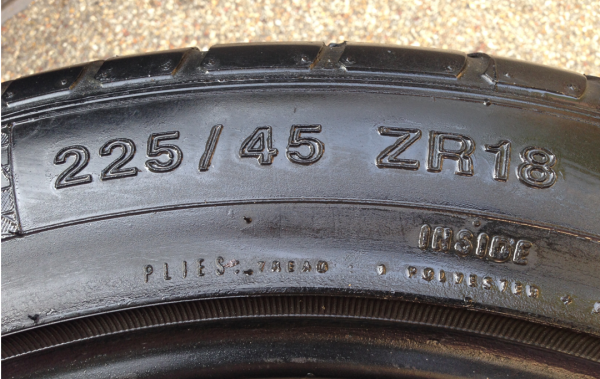 225/45 ZR18
INSIDE
PLIES: TREAD POLYESTER